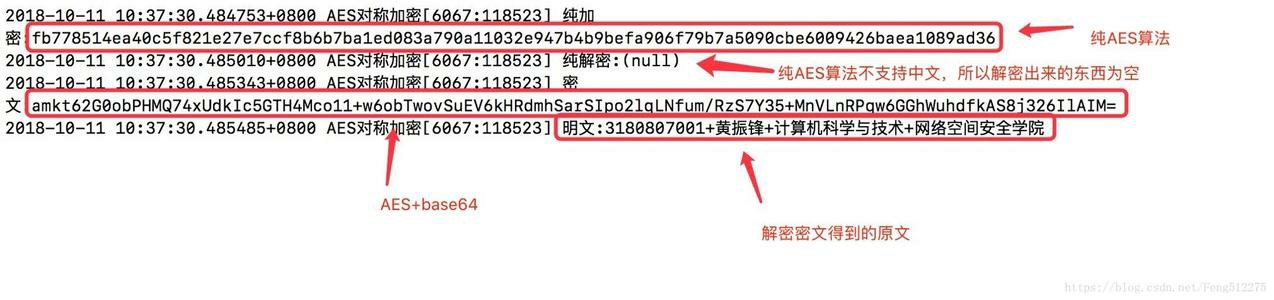 2018-10-11 10:37:30.484753+0800 AES对称加密[6067:118523] 纯加
密:fb778514ea40c5f821e27e7ccf8b6b7ba1ed083a790a11032e947b4b9befa906f79b7a5090cbe6009426baea1089ad36
纯AES算法
2018-10-11 10:37:30.485010+0800 AES对称加密[6067:118523] 纯解密:(null)
纯AES算法不支持中文，所以解密出来的东西为空
2018-10-11 10:37:30.485343+0800 AES对称加密[6067:118523] 密
文 amkt62G0obPHMQ74xUdkIc5GTH4Mco11+w6obTwovSuEV6kHRdmhSarSIpo2lqLNfum/RzS7Y35+MnVLnRPqw6GGhWuhdfkAS8j326IlAIM=
2018-10-11 10:37:30.485485+0800 AES对称加密[6067:118523] 明文:3180807001+黄振锋+计算机科学与技术+网络空间安全学院
AES+base64
解密密文得到的原文
https://blog.csdn.net/Feng512275